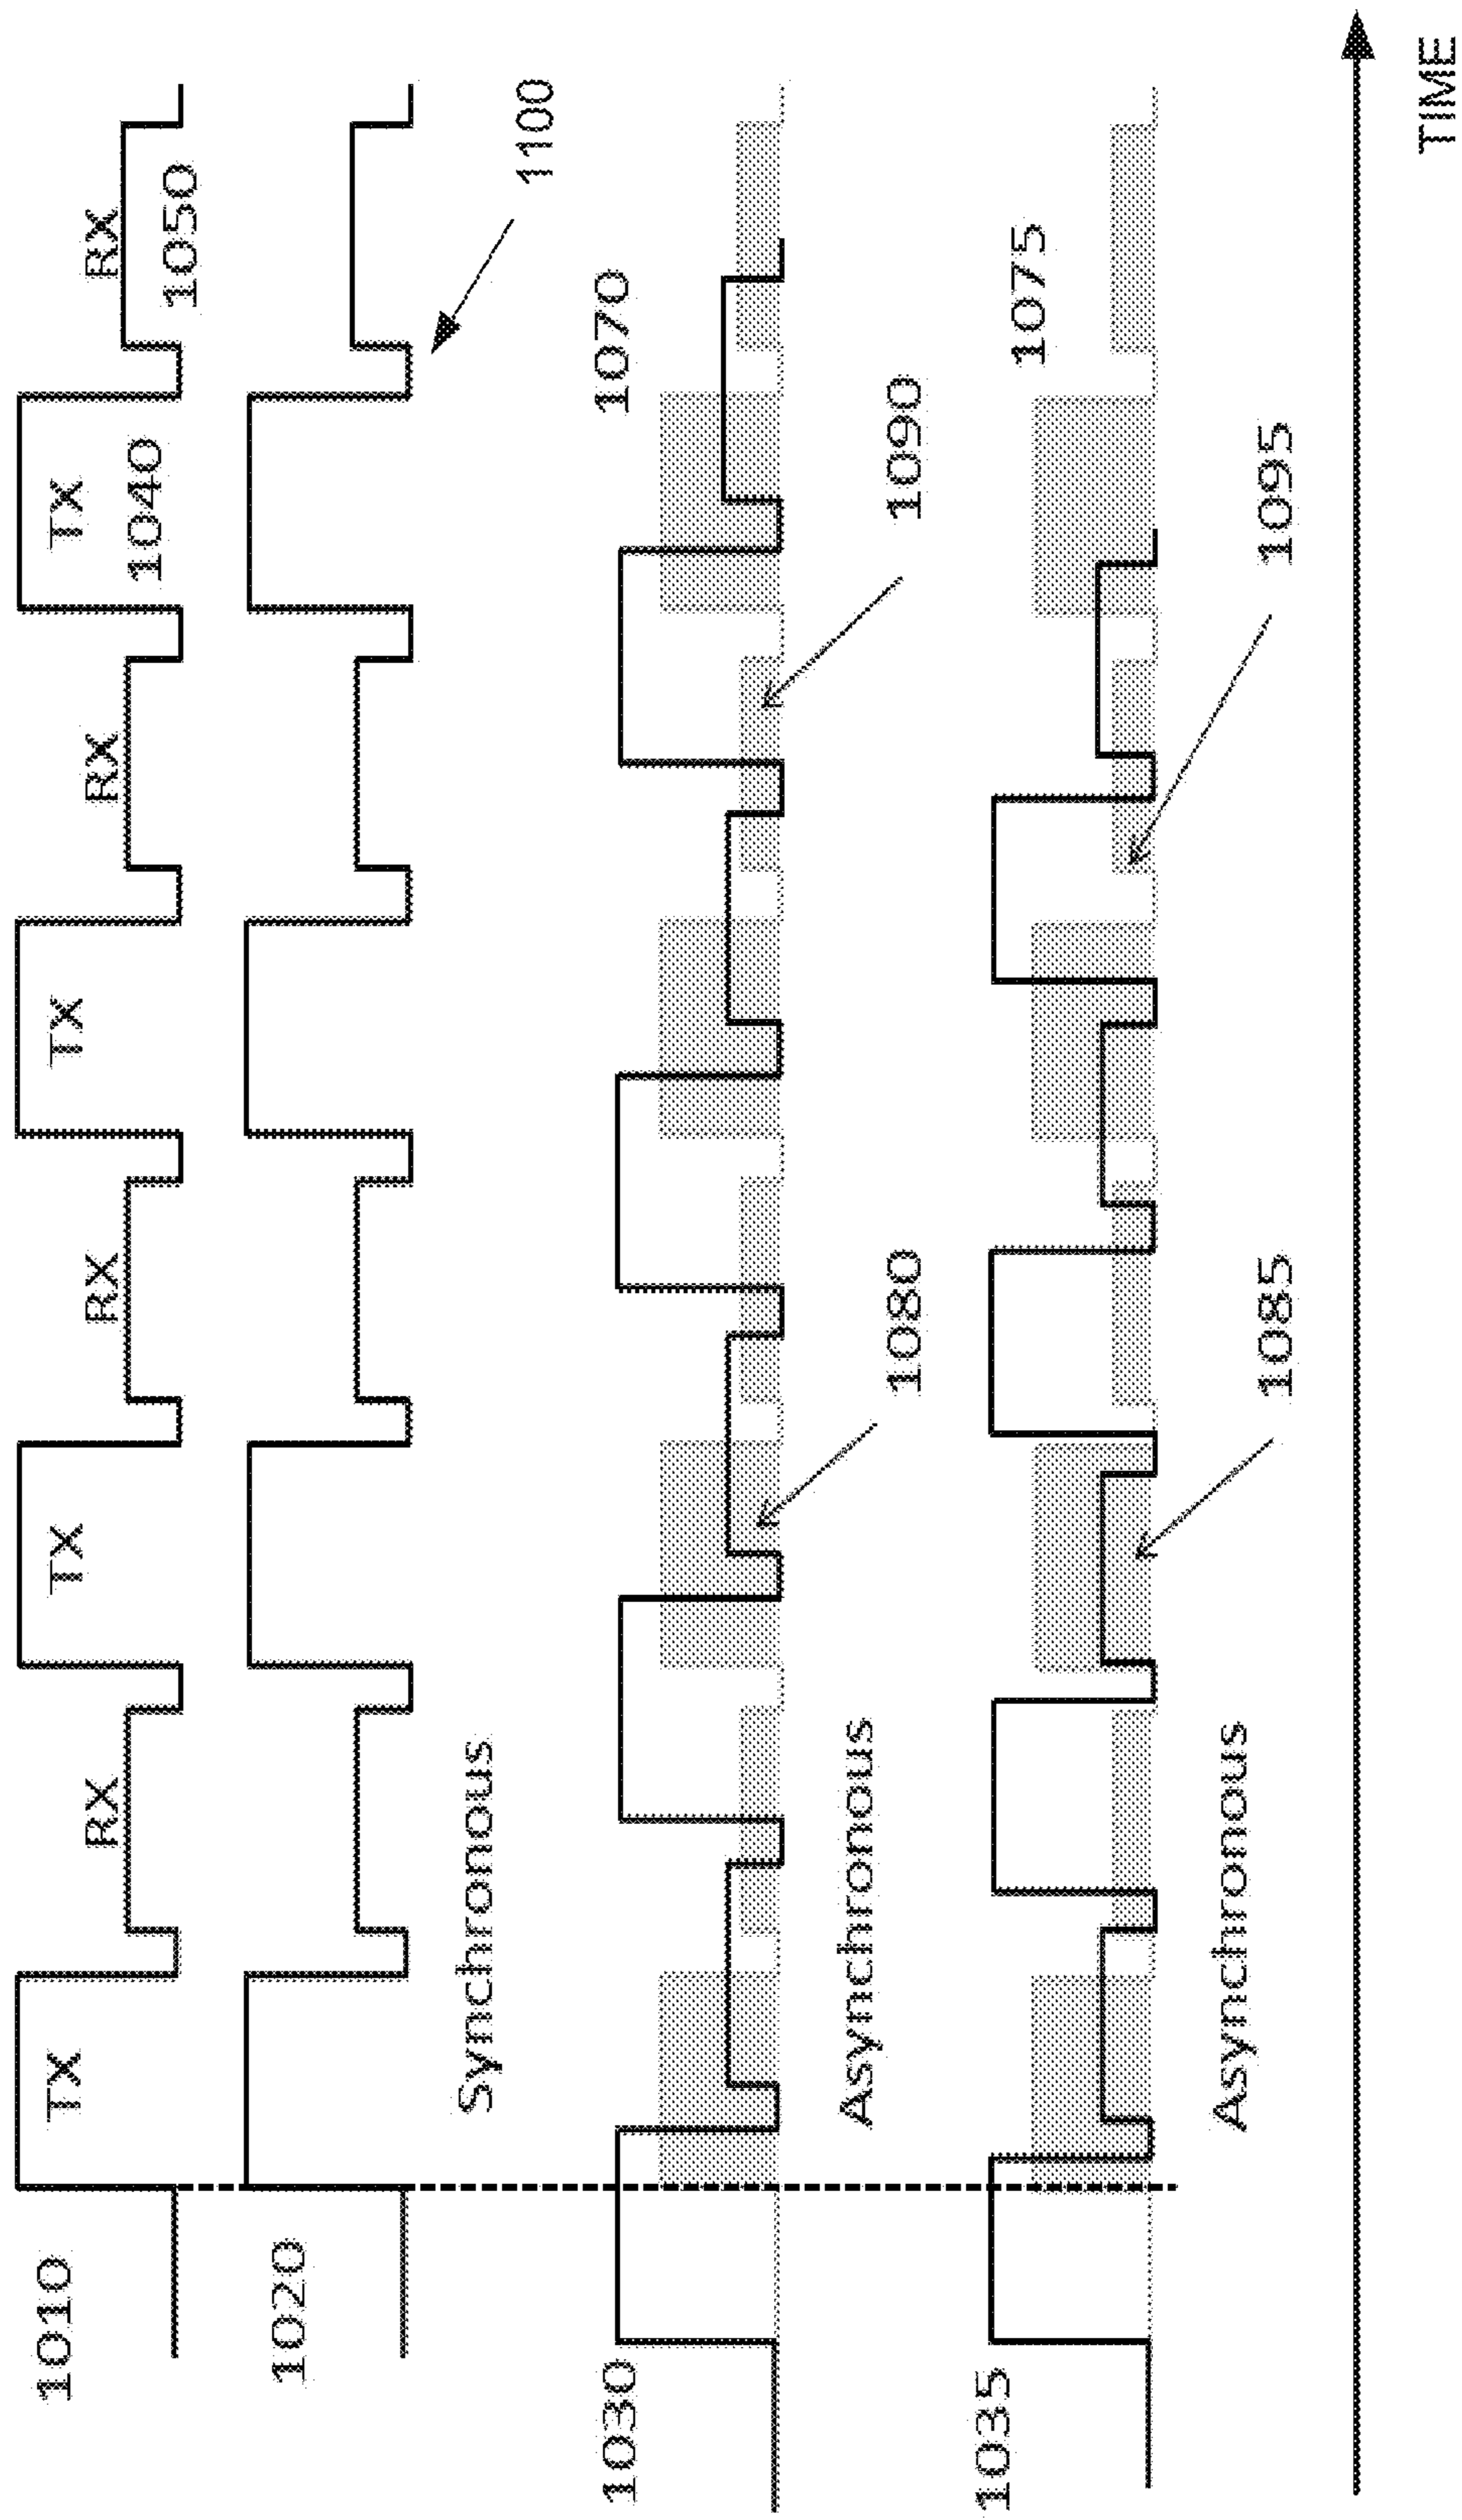 1010
TX
RX
TX
RX
TX
RX
TX
1040
RX
1050
1020
Synchronous
1100
1030
1070
Asynchronous
1080
1090
1035
1075
Asynchronous
1085
1095
TIME